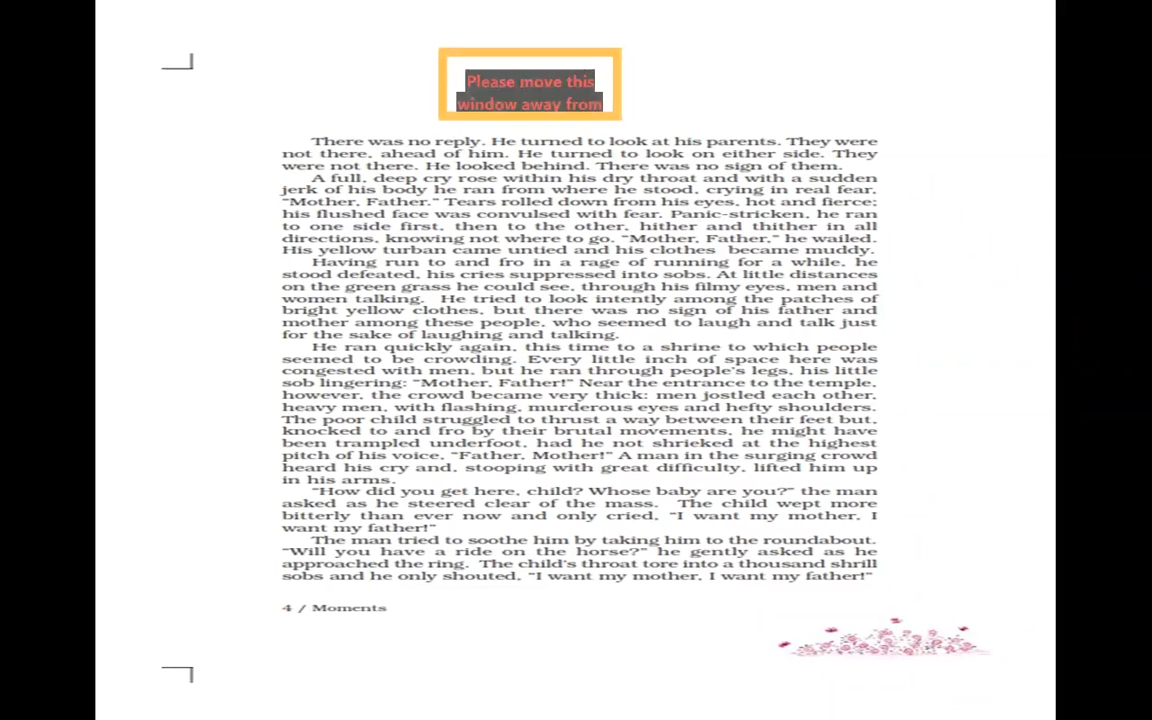 Please move this
window away from
There was no reply. He turned to look at his parents. They were
not there, ahead of him. He turned to look on either side. They
were not there. He looked behind. There was no sign of them.
A full, deep cry rose within his dry throat and with a sudden
jerk of his body he ran from where he stood, crying in real fear,
“Mother, Father.” Tears rolled down from his eyes, hot and fierce;
his flushed face was convulsed with fear. Panic-stricken, he ran
to one side first, then to the other, hither and thither in all
directions, knowing not where to go. “Mother, Father,” he wailed.
His yellow turban came untied and his clothes became muddy.
Having run to and fro in a rage of running for a while, he
stood defeated, his cries suppressed into sobs. At little distances
on the green grass he could see, through his filmy eyes, men and
women talking. He tried to look intently among the patches of
bright yellow clothes, but there was no sign of his father and
mother among these people, who seemed to laugh and talk just
for the sake of laughing and talking.
He ran quickly again, this time to a shrine to which people
seemed to be crowding. Every little inch of space here was
congested with men, but he ran through people's legs, his little
sob lingering: “Mother, Father!” Near the entrance to the temple,
however, the crowd became very thick: men jostled each other,
heavy men, with flashing, murderous eyes and hefty shoulders.
The poor child struggled to thrust a way between their feet but,
knocked to and fro by their brutal movements, he might have
been trampled underfoot, had he not shrieked at the highest
pitch of his voice, “Father, Mother!” A man in the surging crowd
heard his cry and, stooping with great difficulty, lifted him up
in his arms.
“How did you get here, child? Whose baby are you?” the man
asked as he steered clear of the mass. The child wept more
bitterly than ever now and only cried, “I want my mother, I
want my father!”
The man tried to soothe him by taking him to the roundabout.
“Will you have a ride on the horse?” he gently asked as he
approached the ring. The child's throat tore into a thousand shrill
sobs and he only shouted, “I want my mother, I want my father!”
4 / Moments